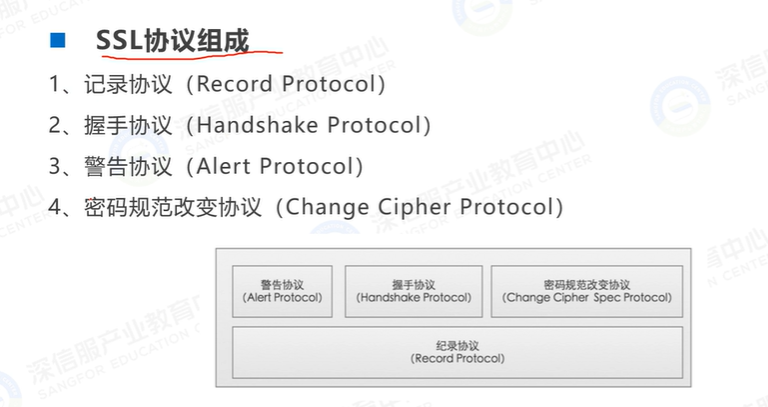 SSL协议组成
1、记录协议（Record Protocol）
2、握手协议（Handshake Protocol）
3、警告协议（Alert Protocol）
4、密码规范改变协议（Change Cipher Protocol）
警告协议
(Alert Protocol)
握手协议
(Handshake Protocol)
密码规范改变协议
(Change Cipher Spec Protocol)
纪录协议
(Record Protocol)
深信服产业教育中心
SANGFOR EDUCATION CENTER